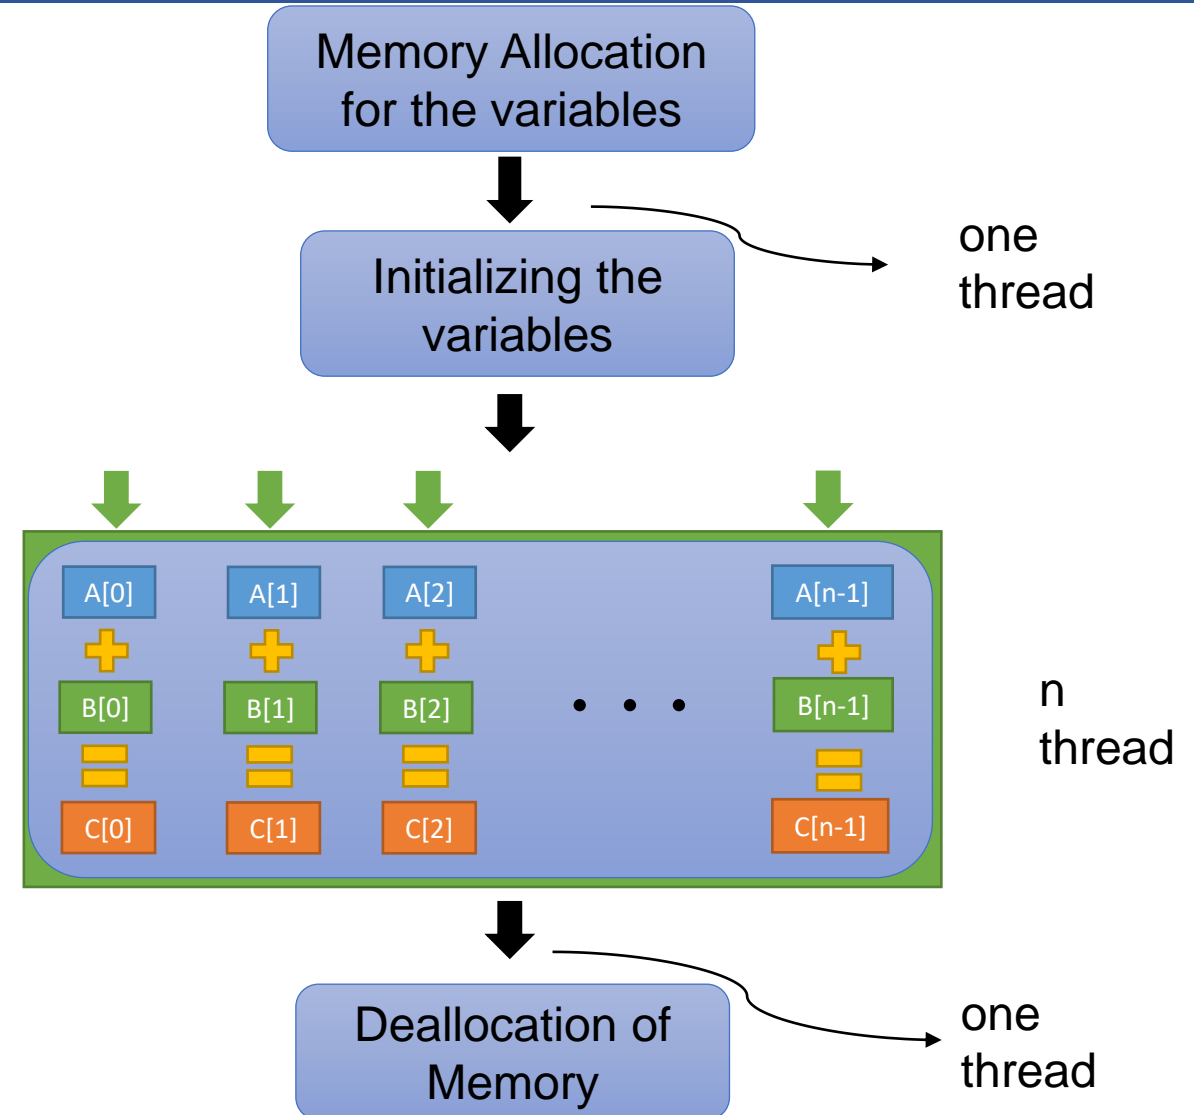 Memory Allocation
for the variables
one
thread
Initializing the
variables
A[0] A[1] A[2] A[n-1]
B[0] B[1] B[2] • • • B[n-1]
n
thread
C[0] C[1] C[2] C[n-1]
Deallocation of
Memory
one
thread